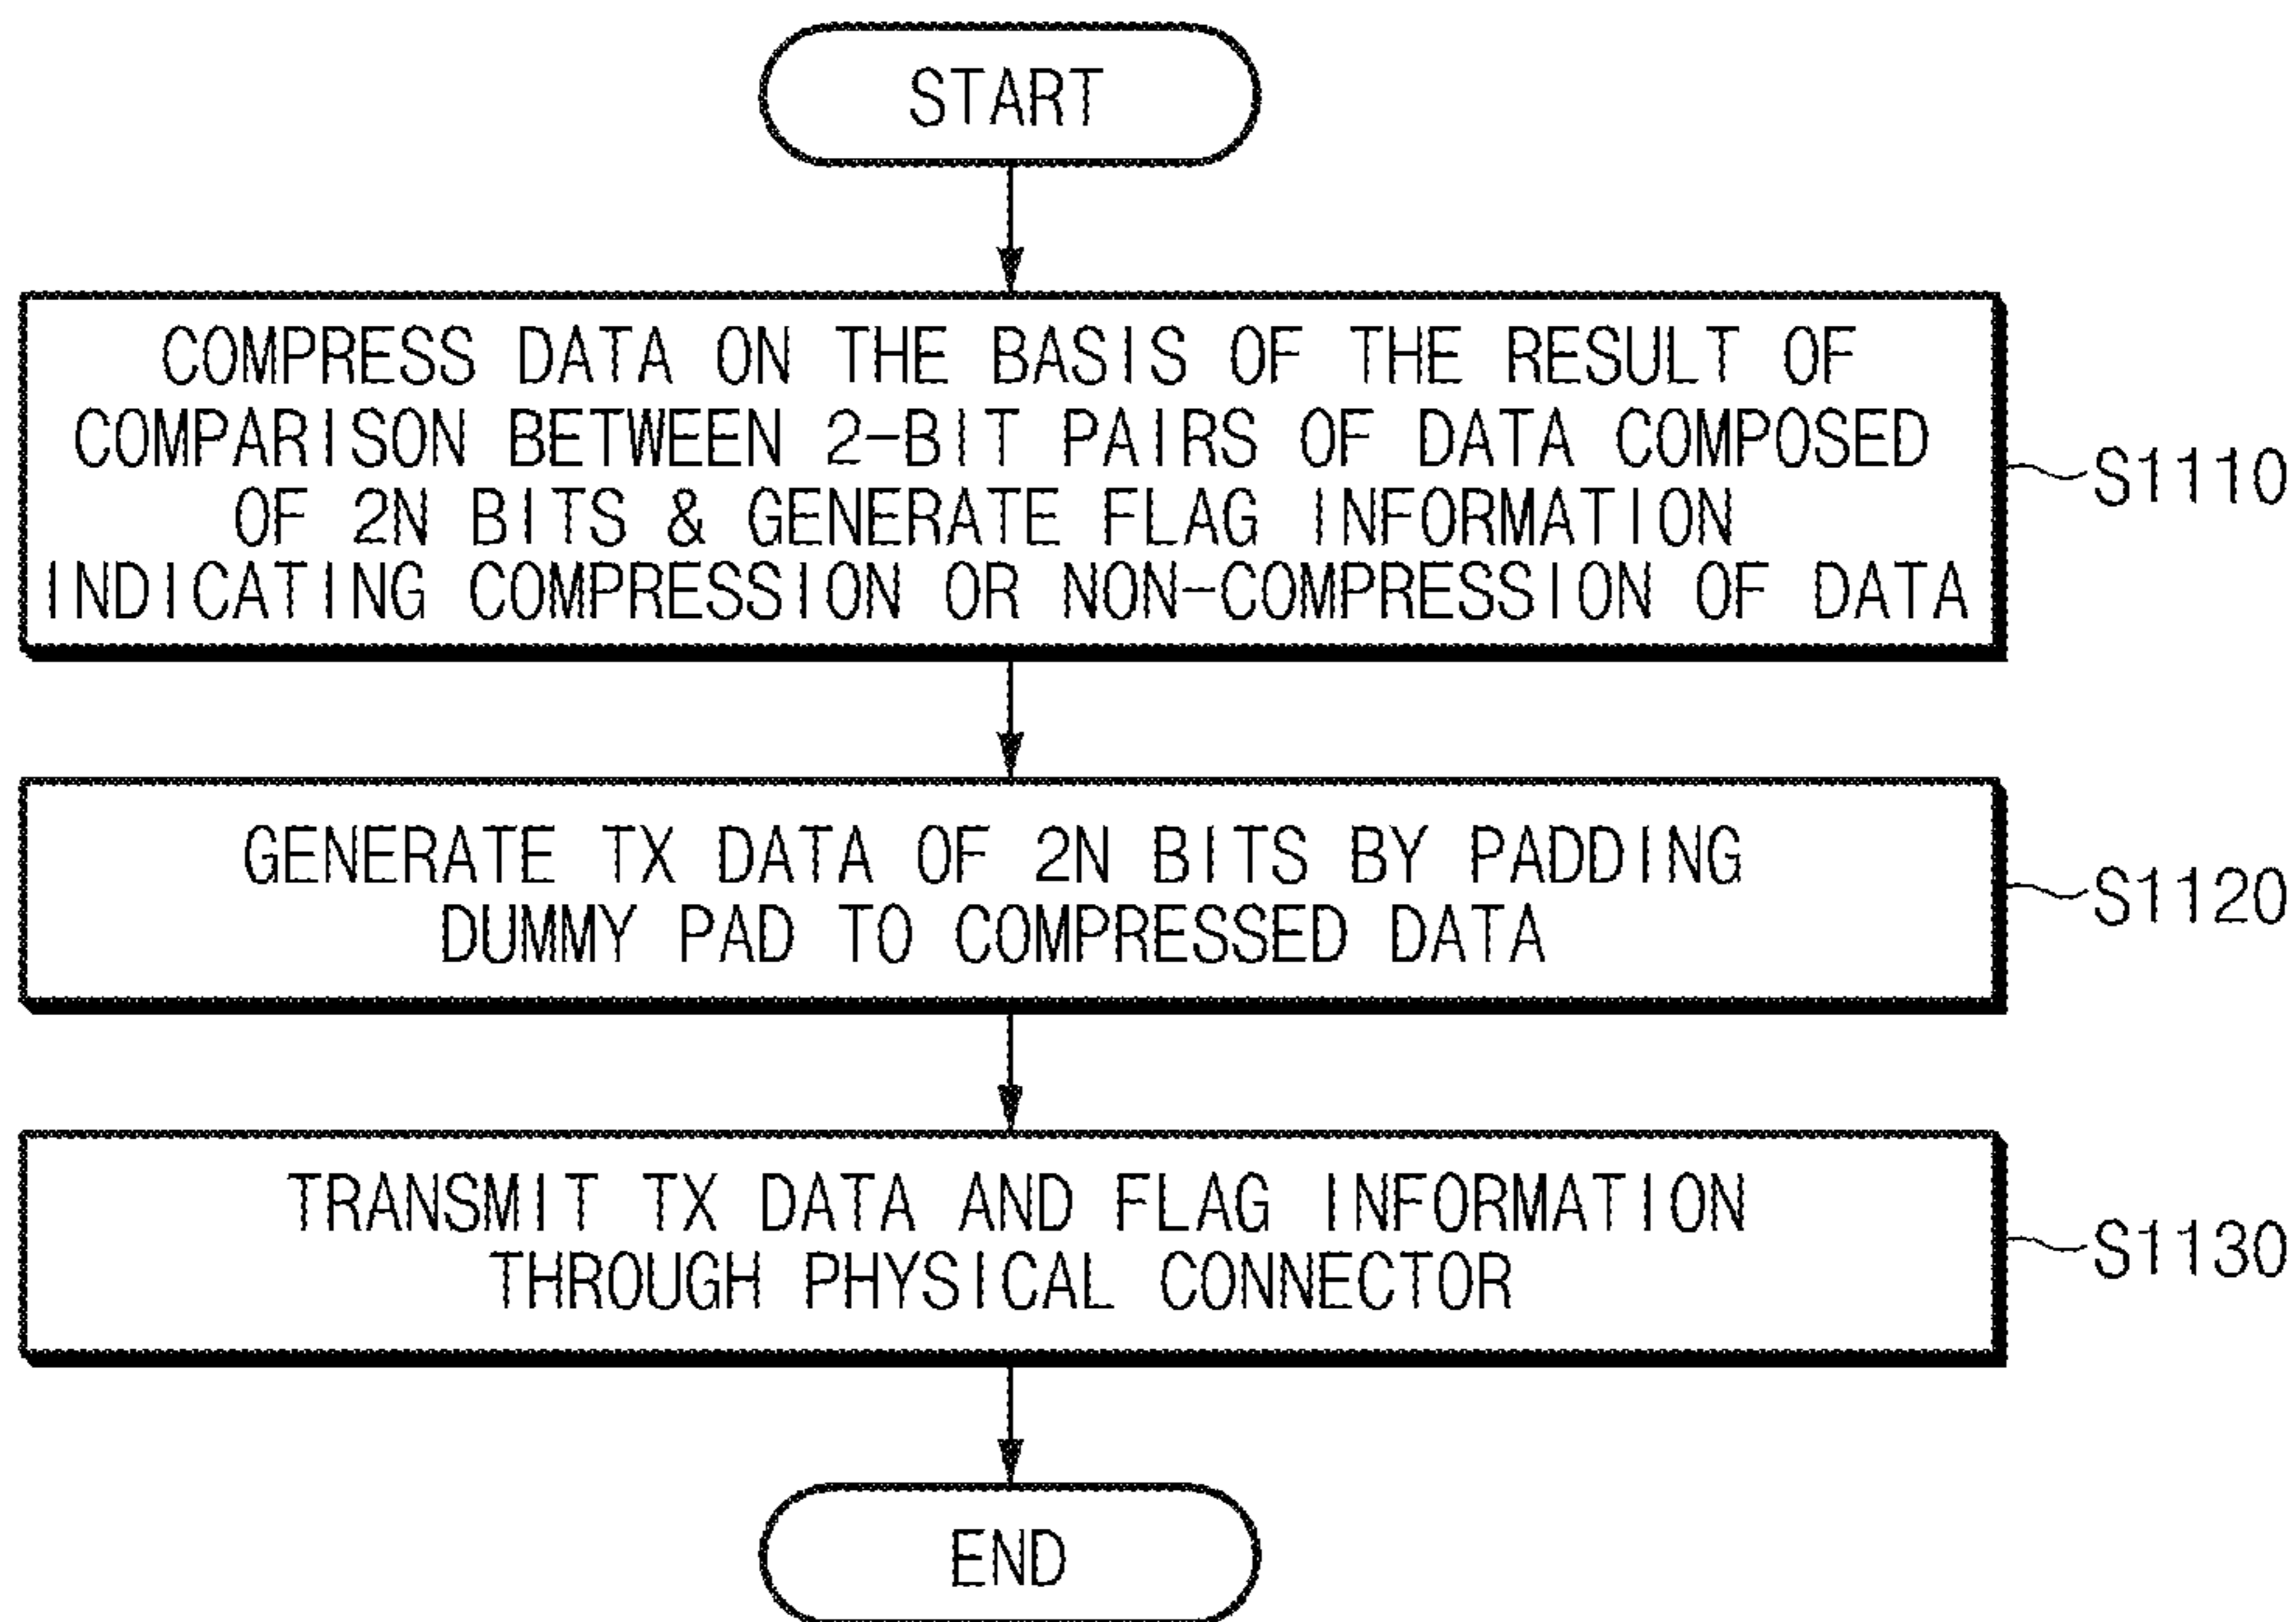 START
COMPRESS DATA ON THE BASIS OF THE RESULT OF
COMPARISON BETWEEN 2-BIT PAIRS OF DATA COMPOSED
OF 2N BITS & GENERATE FLAG INFORMATION
INDICATING COMPRESSION OR NON-COMPRESSION OF DATA
S1110
GENERATE TX DATA OF 2N BITS BY PADDING
DUMMY PAD TO COMPRESSED DATA
S1120
TRANSMIT TX DATA AND FLAG INFORMATION
THROUGH PHYSICAL CONNECTOR
S1130
END